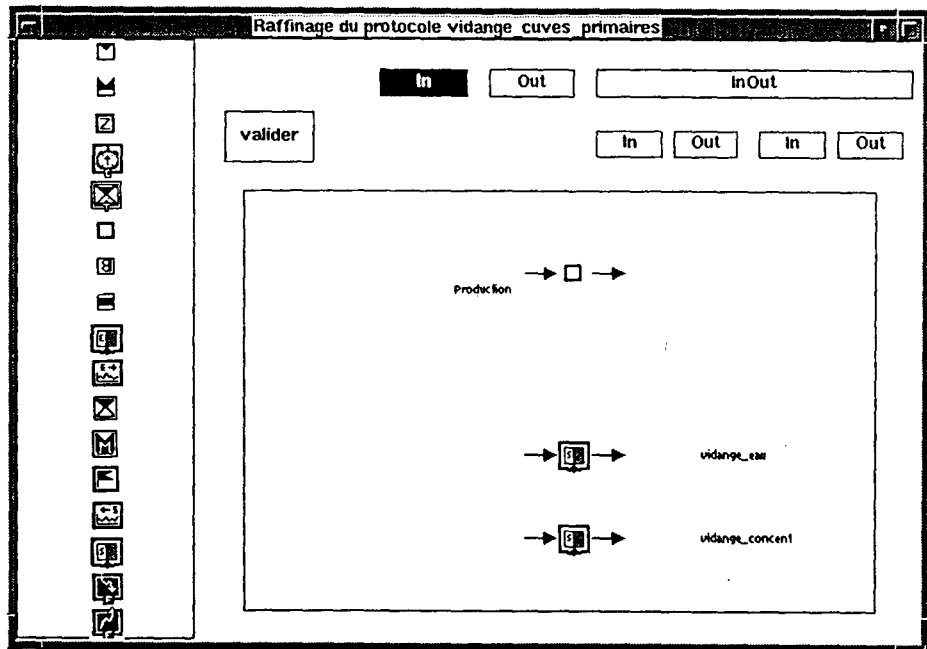 Raffinage du protocole vidange_cuves_primaires
In Out InOut
valider
In Out In Out
Production
vidange_eau
vidange_concent